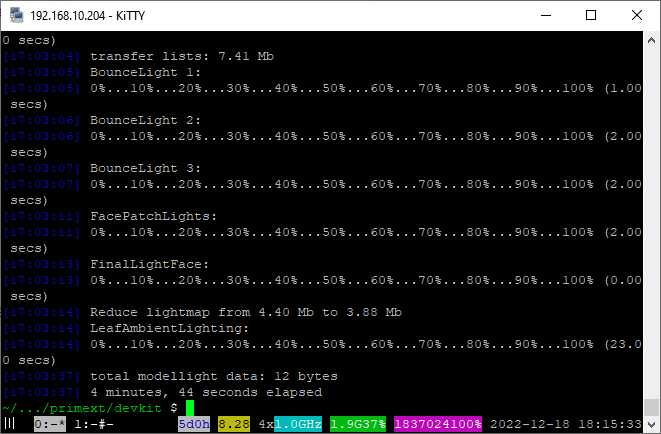 192.168.10.204 - KiTTY
0 secs)
[17:03:04] transfer lists: 7.41 Mb
[17:03:05] BounceLight 1:
[17:03:05] 0%...10%...20%...30%...40%...50%...60%...70%...80%...90%...100% (1.00
 secs)
[17:03:06] BounceLight 2:
[17:03:06] 0%...10%...20%...30%...40%...50%...60%...70%...80%...90%...100% (2.00
 secs)
[17:03:07] BounceLight 3:
[17:03:07] 0%...10%...20%...30%...40%...50%...60%...70%...80%...90%...100% (2.00
 secs)
[17:03:11] FacePatchLights:
[17:03:11] 0%...10%...20%...30%...40%...50%...60%...70%...80%...90%...100% (2.00
 secs)
[17:03:13] FinalLightFace:
[17:03:13] 0%...10%...20%...30%...40%...50%...60%...70%...80%...90%...100% (0.00
 secs)
[17:03:14] Reduce lightmap from 4.40 Mb to 3.88 Mb
[17:03:14] LeafAmbientLighting:
[17:03:14] 0%...10%...20%...30%...40%...50%...60%...70%...80%...90%...100% (23.0
0 secs)
[17:03:37] total modellight data: 12 bytes
[17:03:37] 4 minutes, 44 seconds elapsed
~/.../primext/devkit $
0:-* 1:-#- 5d0h 8.28 4x1.0GHz 1.9G37% 1837024100% 2022-12-18 18:15:33